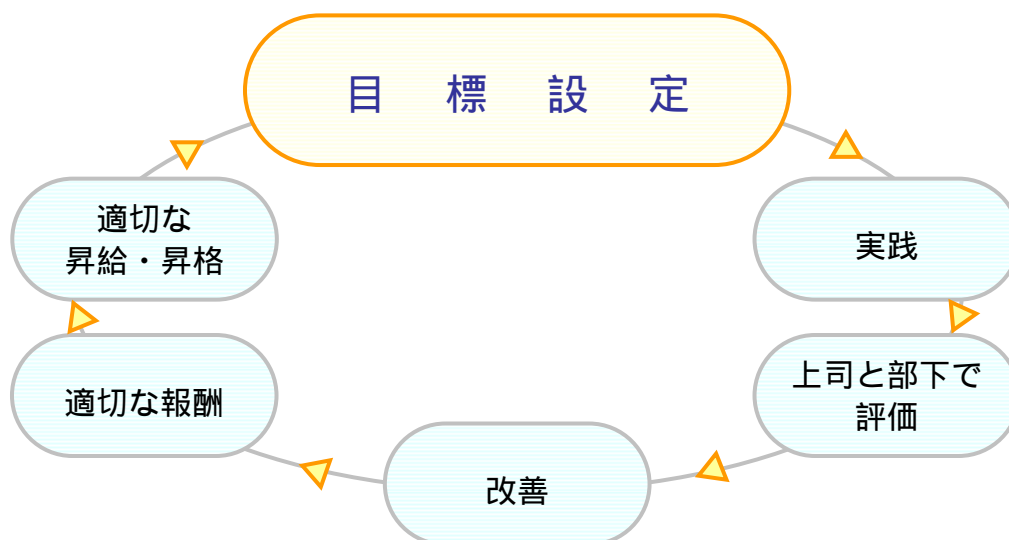 目標設定
適切な
昇給・昇格
実践
適切な報酬
上司と部下で
評価
改善